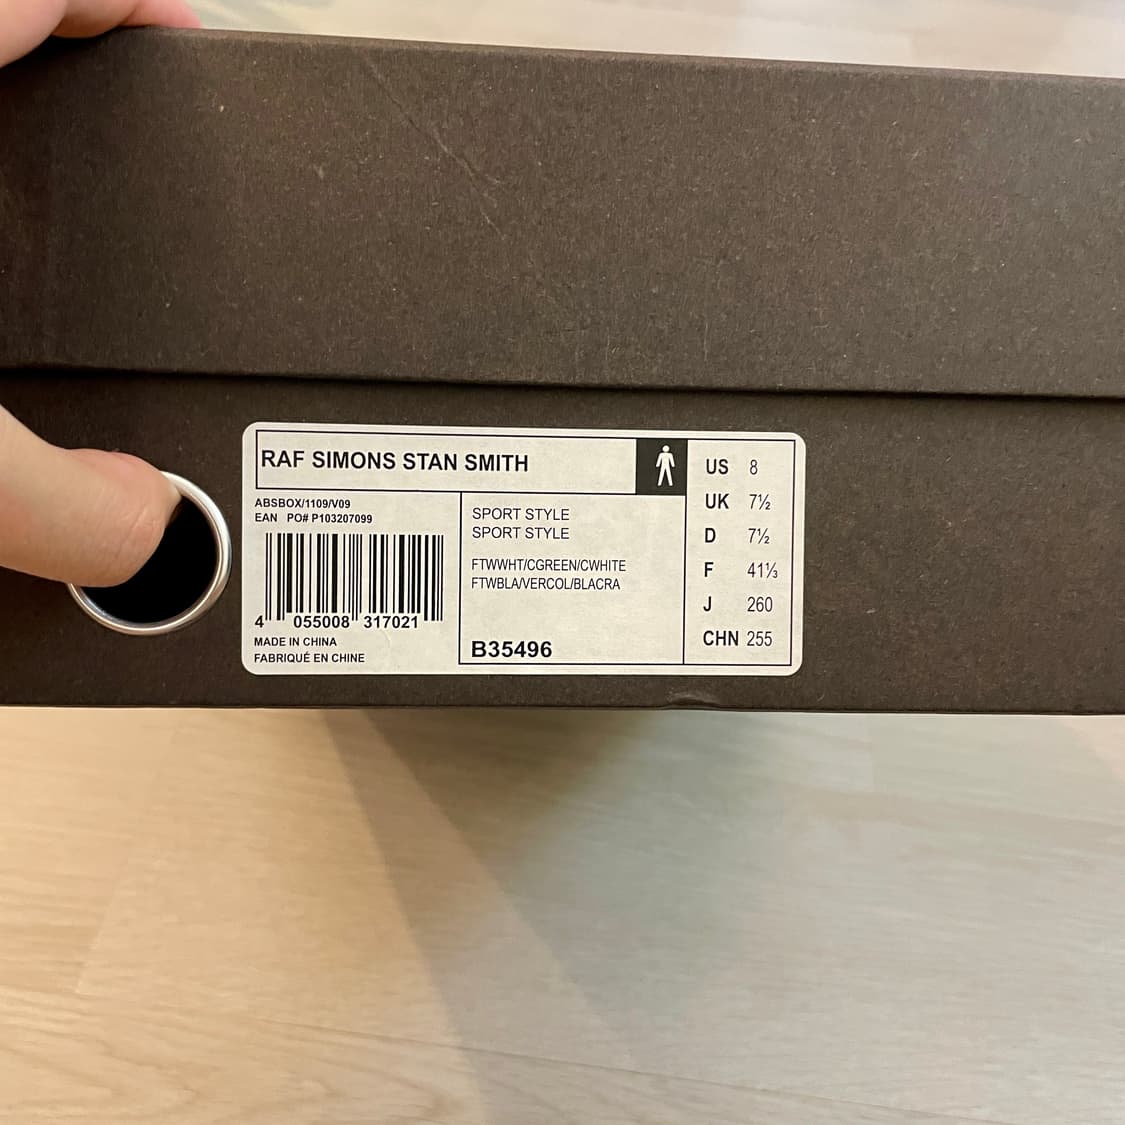 RAF SIMONS STAN SMITH
ABSBOX/1109/V09
EAN PO# P103207099
4 055008 317021
MADE IN CHINA
FABRIQUÉ EN CHINE
SPORT STYLE
SPORT STYLE
FTWWHT/CGREEN/CWHITE
FTWBLA/VERCOL/BLACRA
B35496
US 8
UK 7½
D 7½
F 41⅓
J 260
CHN 255